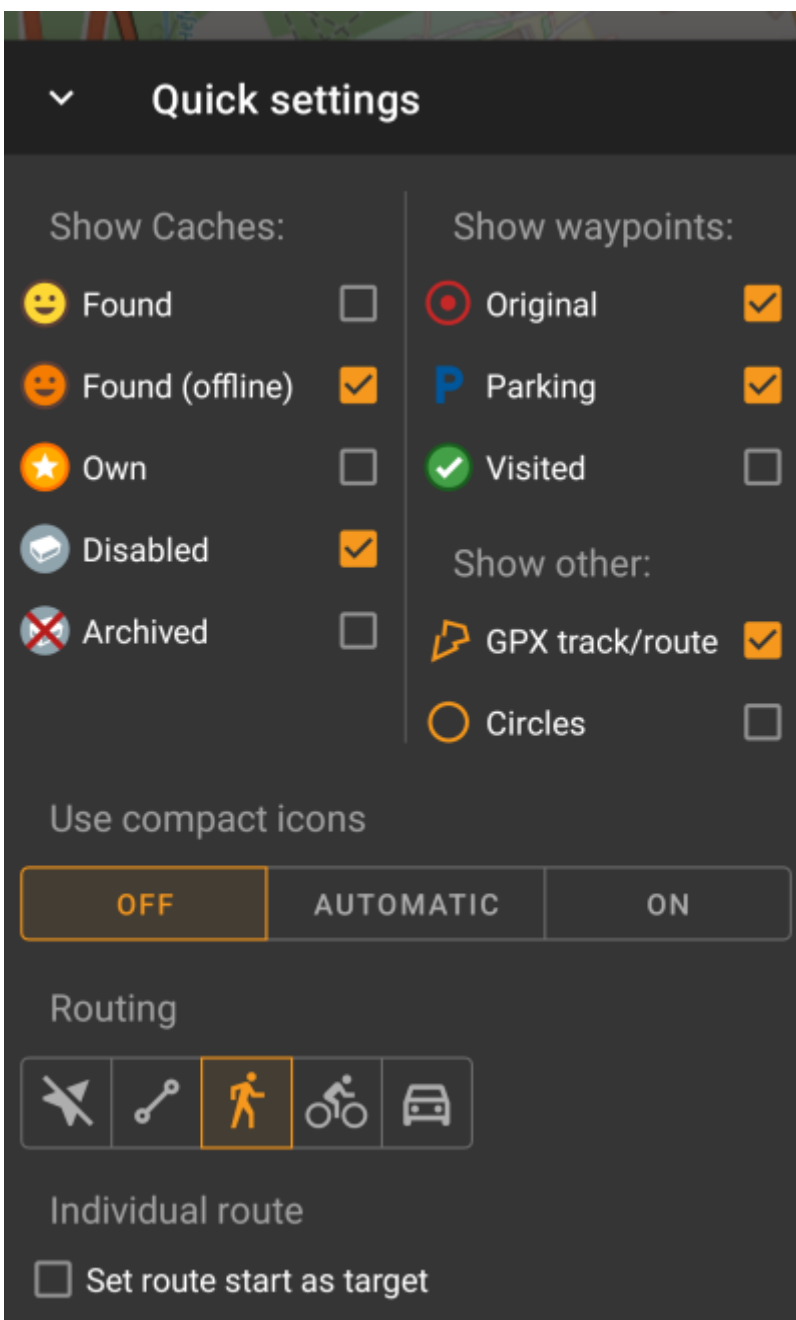 Quick settings
Show Caches:
Found
Found (offline)
Own
Disabled
Archived
Show waypoints:
Original
P Parking
Visited
Show other:
GPX track/route
Circles
Use compact icons
OFF AUTOMATIC ON
Routing
Individual route
Set route start as target